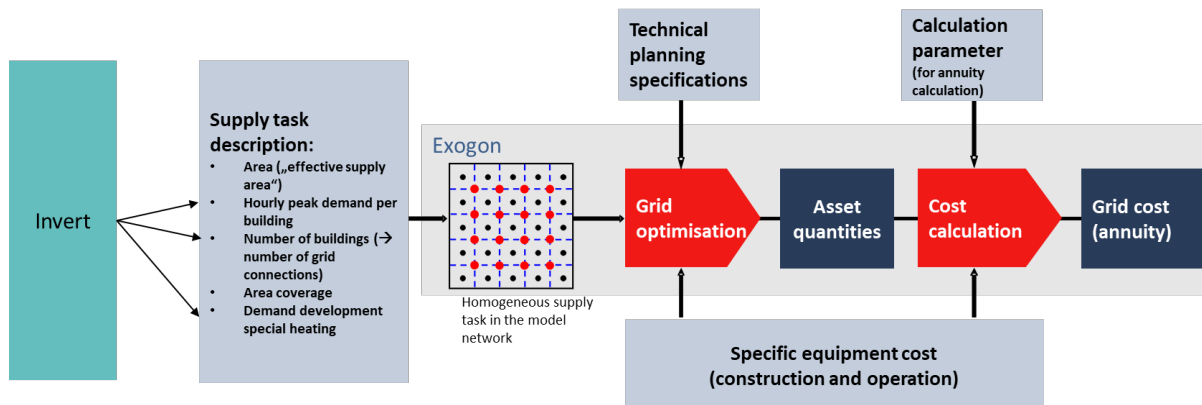 Invert
Supply task
description:
• Area („effective supply
area“)
• Hourly peak demand per
building
• Number of buildings (→
number of grid
connections)
• Area coverage
• Demand development
special heating
Exogon
Homogeneous supply
task in the model
network
Technical
planning
specifications
Grid
optimisation
Asset
quantities
Calculation
parameter
(for annuity
calculation)
Cost
calculation
Grid cost
(annuity)
Specific equipment cost
(construction and operation)